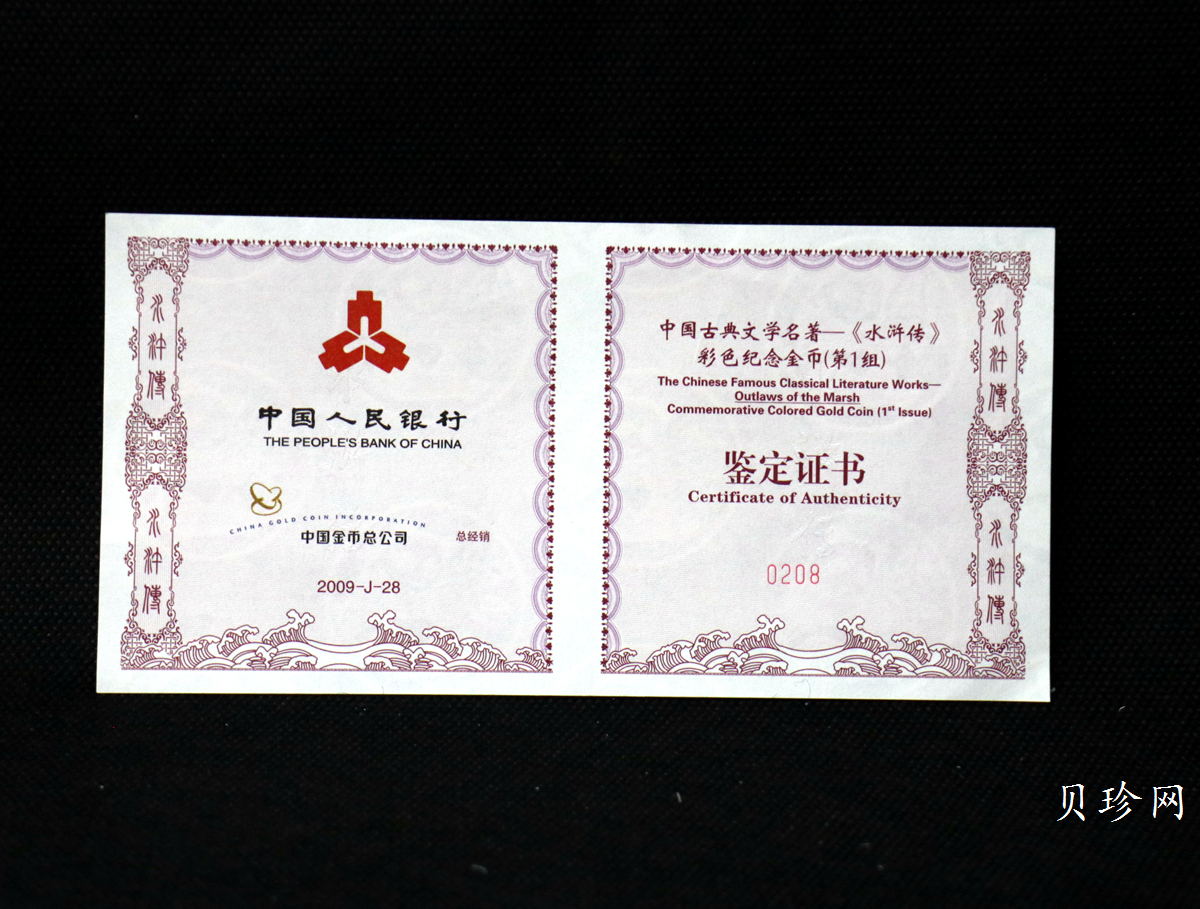 水浒傳
水浒傳
中国人民银行
THE PEOPLE'S BANK OF CHINA
CHINA GOLD COIN INCORPORATION
中国金币总公司
总经销
2009-J-28
中国古典文学名著—《水浒传》
彩色纪念金币(第1组)
The Chinese Famous Classical Literature Works—
Outlaws of the Marsh
Commemorative Colored Gold Coin (1st Issue)
鉴定证书
Certificate of Authenticity
0208
水浒傳
水浒傳
贝珍网